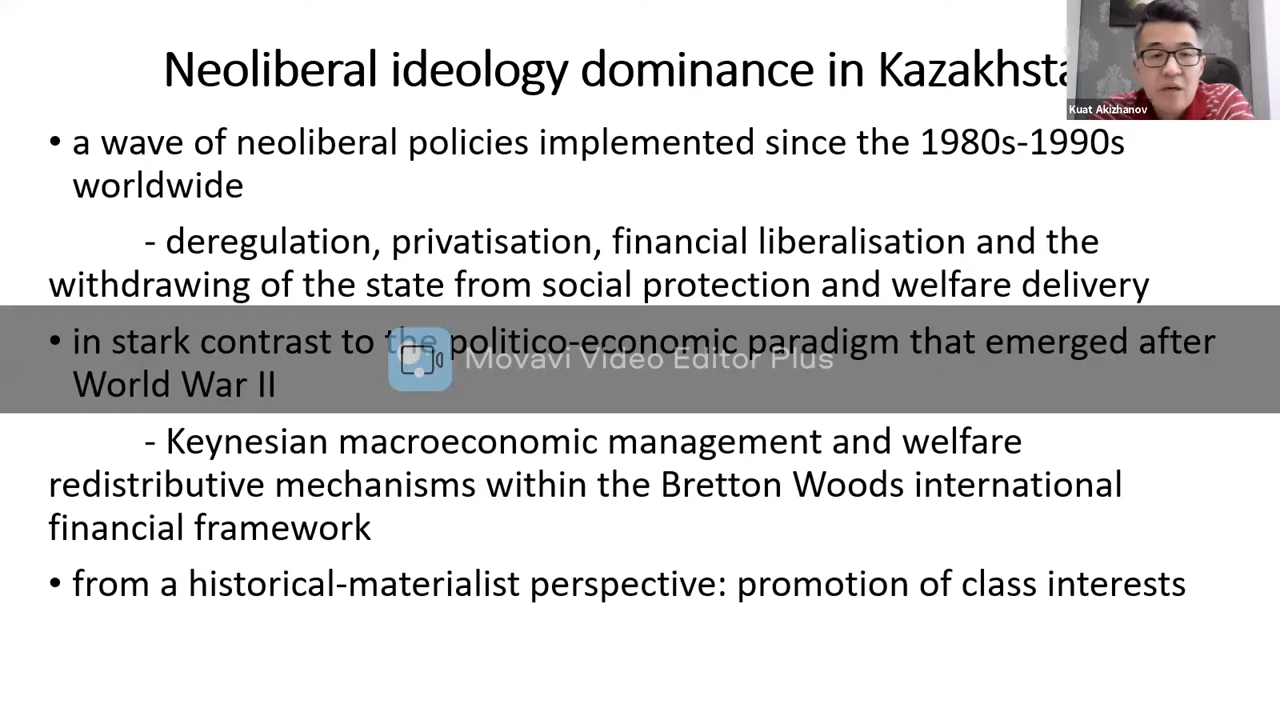 Neoliberal ideology dominance in Kazakhsta
Kuat Akizhanov
• a wave of neoliberal policies implemented since the 1980s-1990s
worldwide
- deregulation, privatisation, financial liberalisation and the
withdrawing of the state from social protection and welfare delivery
• in stark contrast to the politico-economic paradigm that emerged after
World War II
Movavi Video Editor Plus
- Keynesian macroeconomic management and welfare
redistributive mechanisms within the Bretton Woods international
financial framework
• from a historical-materialist perspective: promotion of class interests